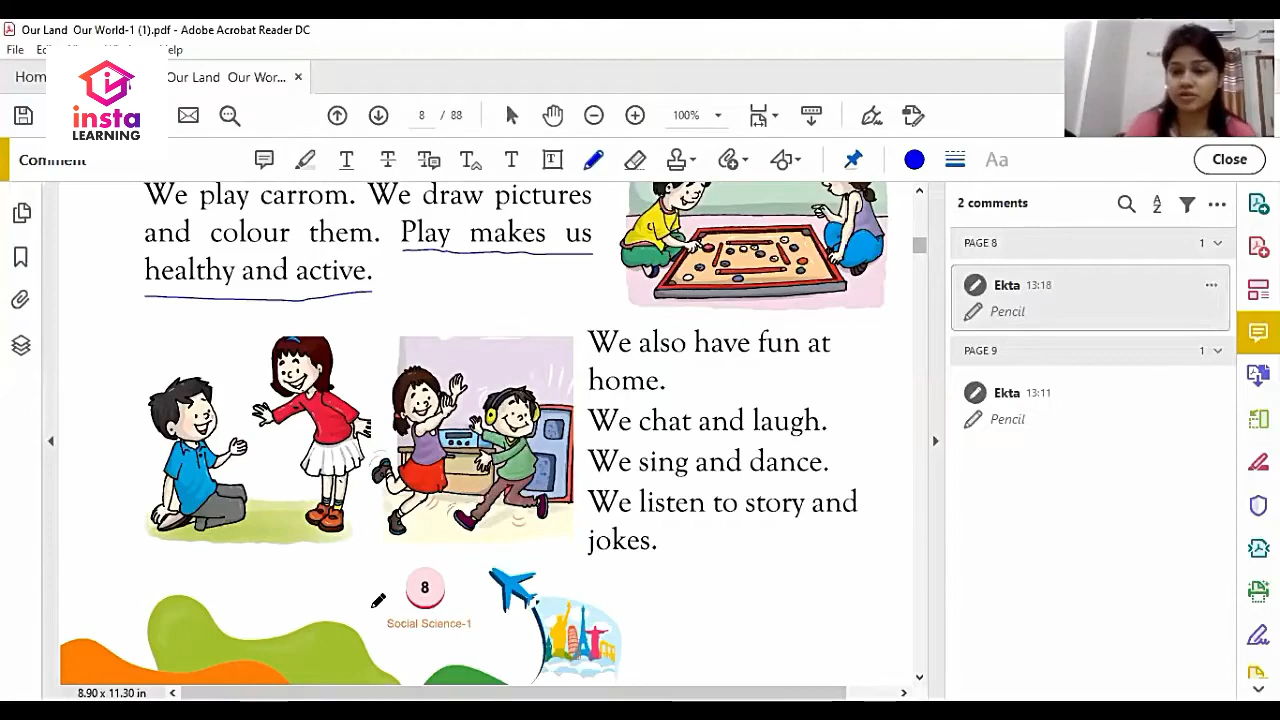 Our Land Our World-1 (1).pdf - Adobe Acrobat Reader DC
File
Help
Our Land Our Wor...
insta
LEARNING
8 / 88
100%
Comment
Close
We play carrom. We draw pictures
and colour them. Play makes us
healthy and active.
We also have fun at
home.
We chat and laugh.
We sing and dance.
We listen to story and
jokes.
8
Social Science-1
8.90 x 11.30 in
2 comments
PAGE 8 1
Ekta 13:18
Pencil
PAGE 9 1
Ekta 13:11
Pencil